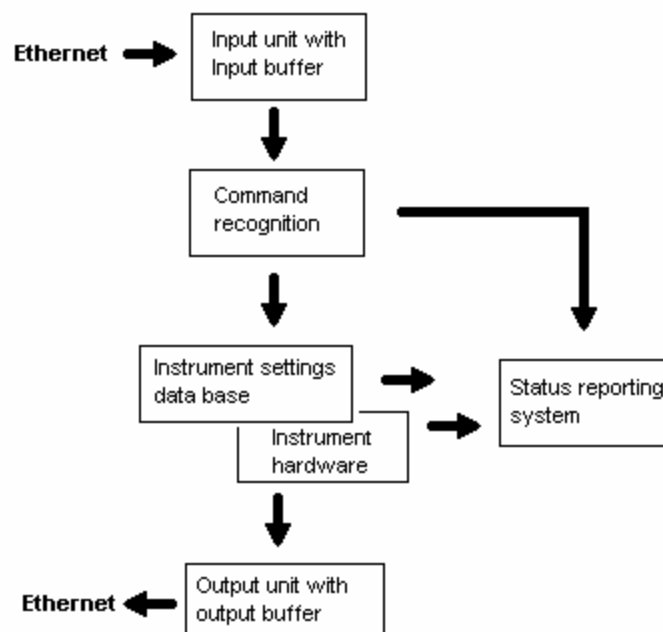 Ethernet
Input unit with
Input buffer
Command
recognition
Instrument settings
data base
Instrument
hardware
Status reporting
system
Ethernet
Output unit with
output buffer